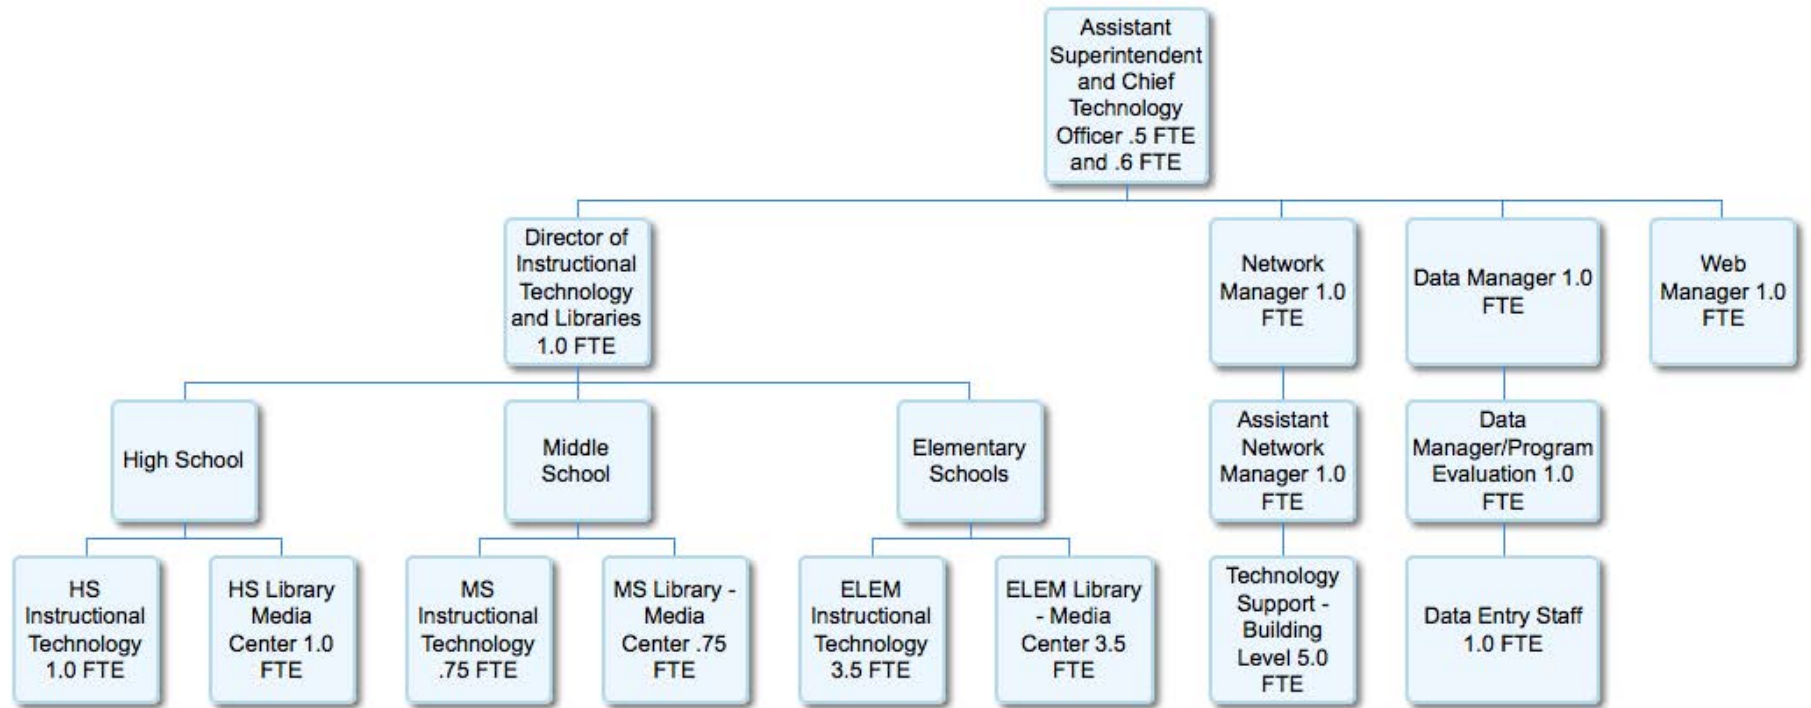 Assistant
Superintendent
and Chief
Technology
Officer .5 FTE
and .6 FTE
Director of
Instructional
Technology
and Libraries
1.0 FTE
Network
Manager 1.0
FTE
Data Manager 1.0
FTE
Web
Manager 1.0
FTE
High School
Middle
School
Elementary
Schools
Assistant
Network
Manager 1.0
FTE
Data
Manager/Program
Evaluation 1.0
FTE
HS
Instructional
Technology
1.0 FTE
HS Library
Media
Center 1.0
FTE
MS
Instructional
Technology
.75 FTE
MS Library -
Media
Center .75
FTE
ELEM
Instructional
Technology
3.5 FTE
ELEM Library
- Media
Center 3.5
FTE
Technology
Support -
Building
Level 5.0
FTE
Data Entry Staff
1.0 FTE